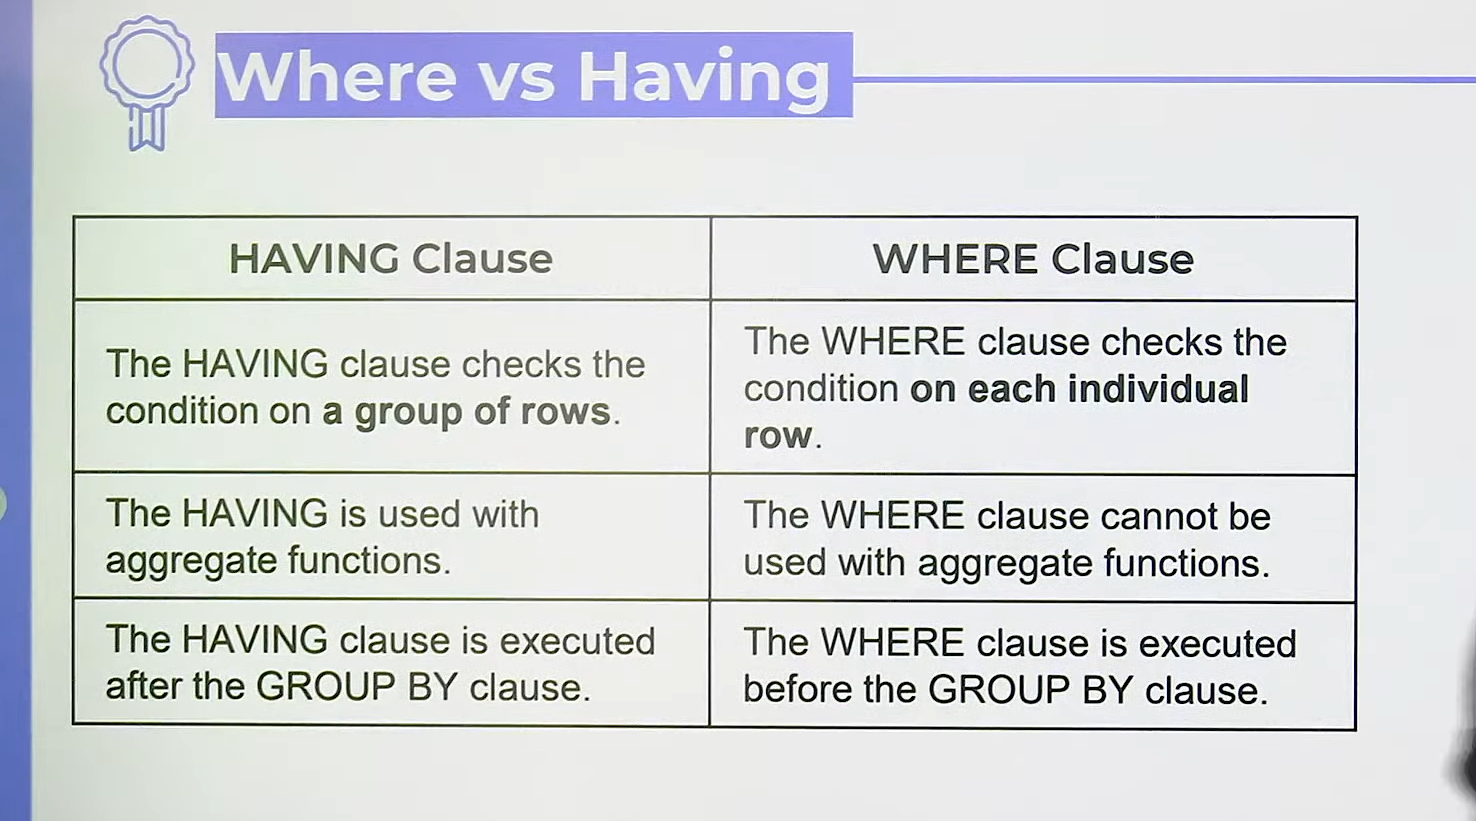 Where vs Having
HAVING Clause
WHERE Clause
The HAVING clause checks the
condition on a group of rows.
The WHERE clause checks the
condition on each individual
row.
The HAVING is used with
aggregate functions.
The WHERE clause cannot be
used with aggregate functions.
The HAVING clause is executed
after the GROUP BY clause.
The WHERE clause is executed
before the GROUP BY clause.